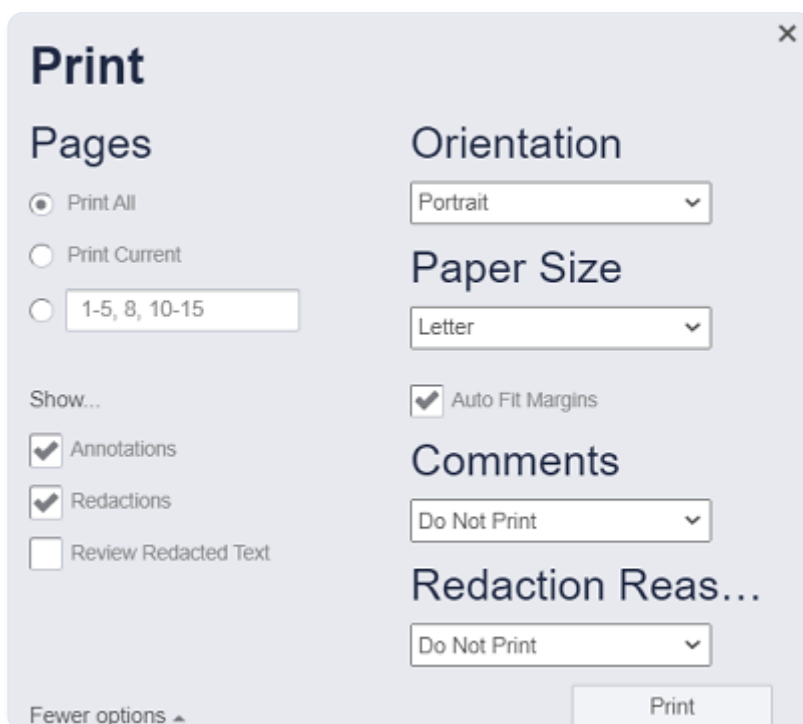 Print
Pages
Print All
Print Current
1-5, 8, 10-15
Show...
Annotations
Redactions
Review Redacted Text
Fewer options
Orientation
Portrait
Paper Size
Letter
Auto Fit Margins
Comments
Do Not Print
Redaction Reas...
Do Not Print
Print